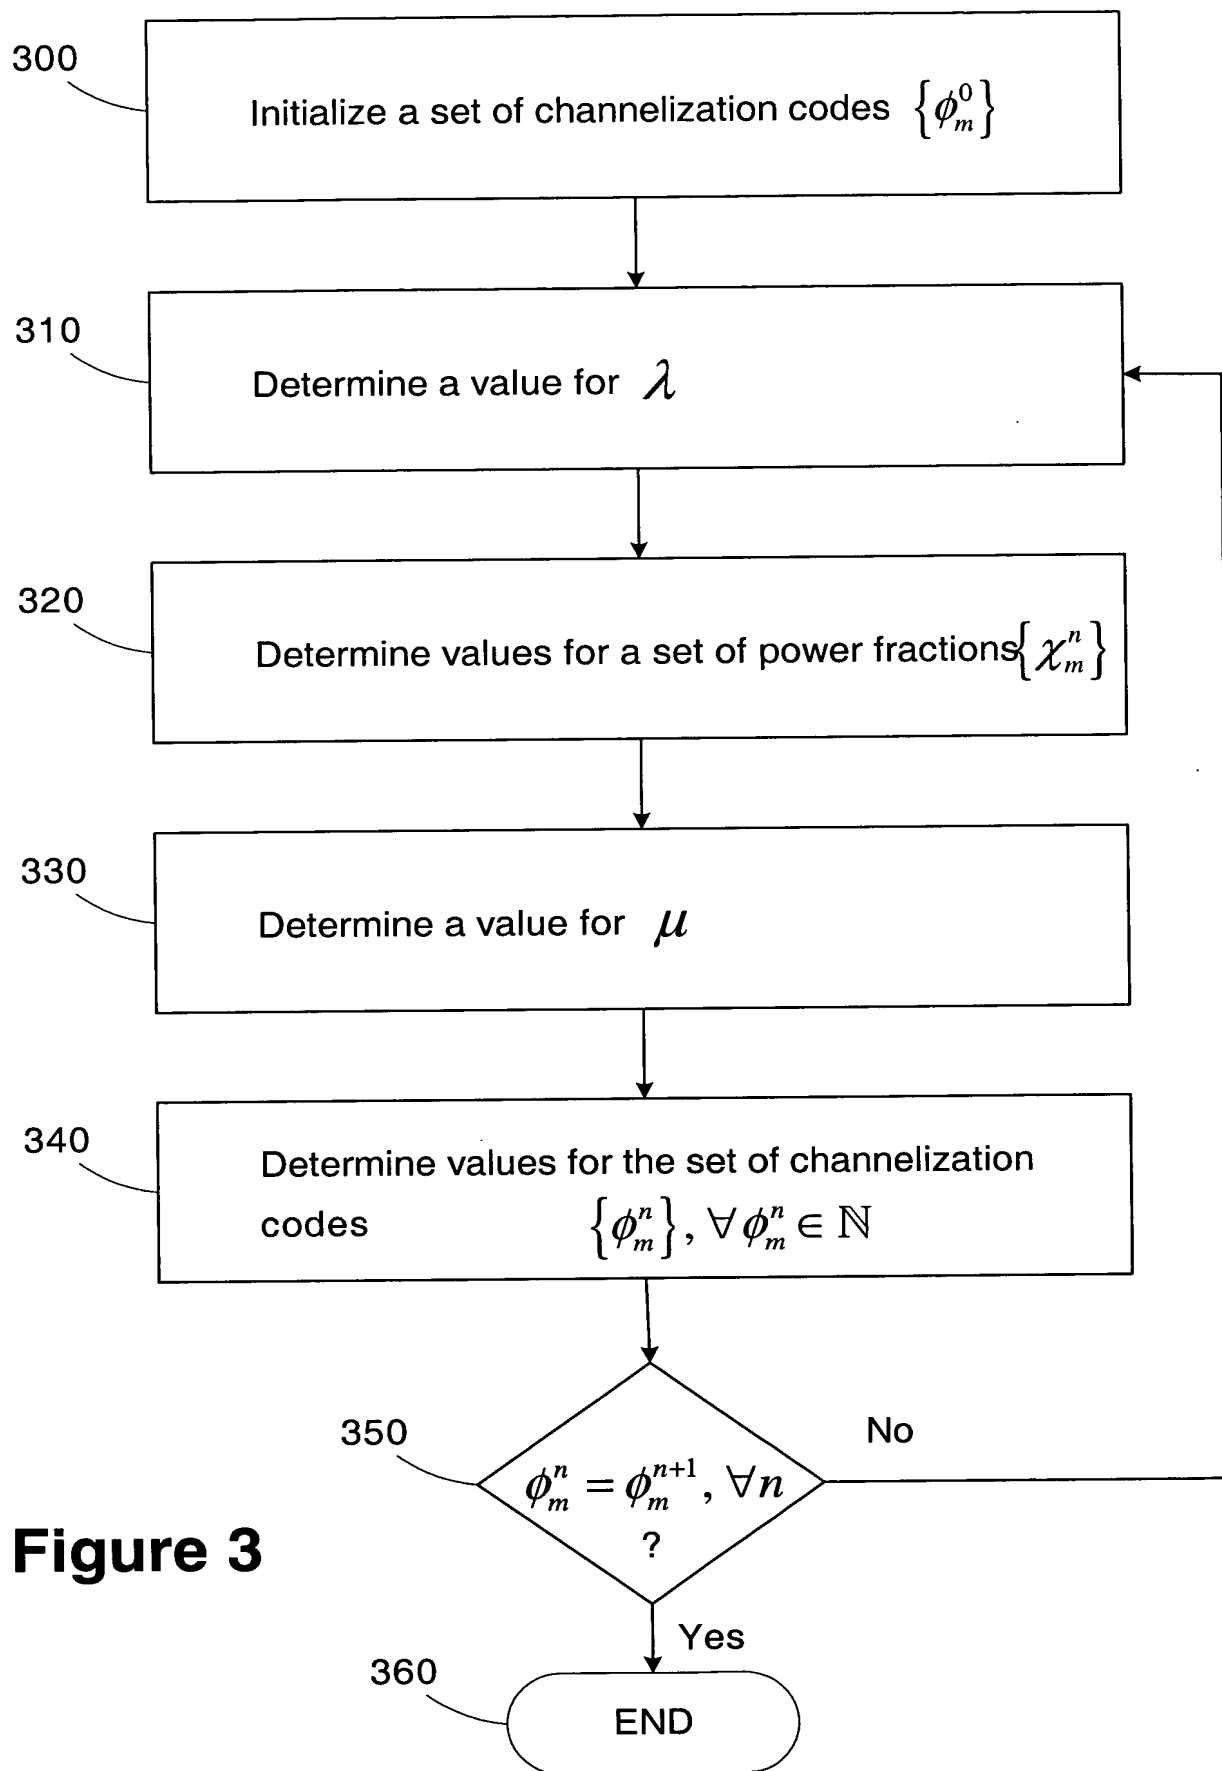 300
Initialize a set of channelization codes {ϕ_m^0}
310
Determine a value for λ
320
Determine values for a set of power fractions{χ_m^n}
330
Determine a value for μ
340
Determine values for the set of channelization
codes {ϕ_m^n}, ∀ϕ_m^n ∈ ℕ
350
No
ϕ_m^n = ϕ_m^{n+1}, ∀n
?
Figure 3
Yes
360
END